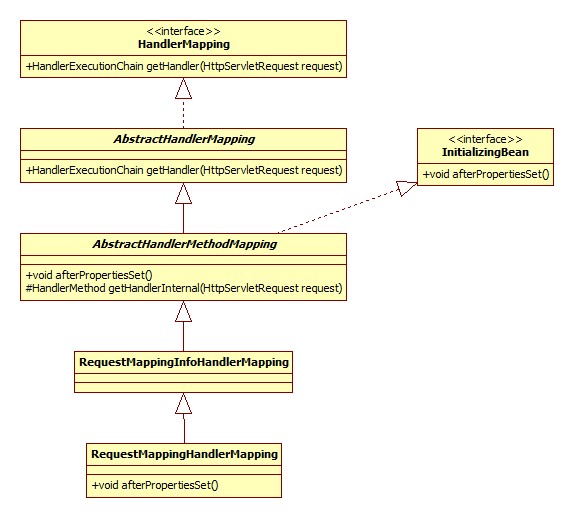 <<interface>>
HandlerMapping
+HandlerExecutionChain getHandler(HttpServletRequest request)
AbstractHandlerMapping
+HandlerExecutionChain getHandler(HttpServletRequest request)
<<interface>>
InitializingBean
+void afterPropertiesSet()
AbstractHandlerMethodMapping
+void afterPropertiesSet()
#HandlerMethod getHandlerInternal(HttpServletRequest request)
RequestMappingInfoHandlerMapping
RequestMappingHandlerMapping
+void afterPropertiesSet()